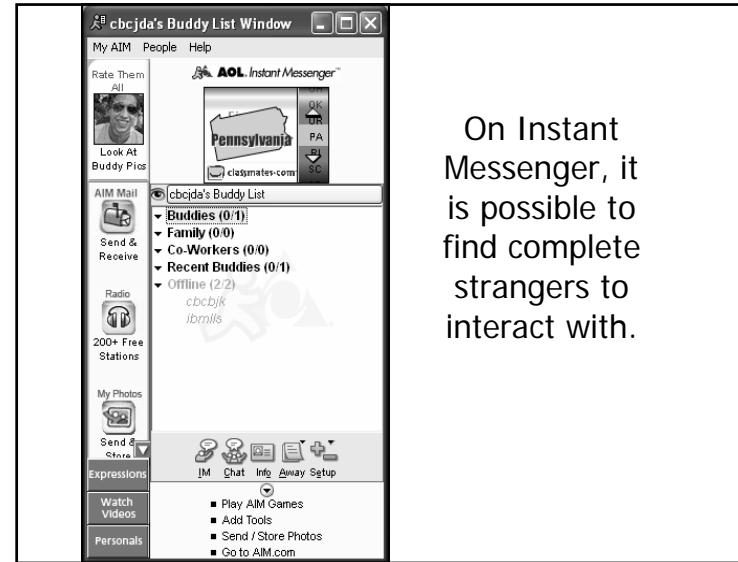 cbcjda's Buddy List Window
My AIM People Help
Rate Them
All
Look At
Buddy Pics
AOL Instant Messenger
Pennsylvania
OK
OR
PA
RI
SC
classmates.com
cbcjda's Buddy List
Buddies (0/1)
Family (0/0)
Co-Workers (0/0)
Recent Buddies (0/1)
Offline (2/2)
cbcbjk
ibmlls
AIM Mail
Send &
Receive
Radio
200+ Free
Stations
My Photos
Send &
Store
Expressions
Watch
Videos
Personals
IM Chat Info Away Setup
Play AIM Games
Add Tools
Send / Store Photos
Go to AIM.com
On Instant
Messenger, it
is possible to
find complete
strangers to
interact with.